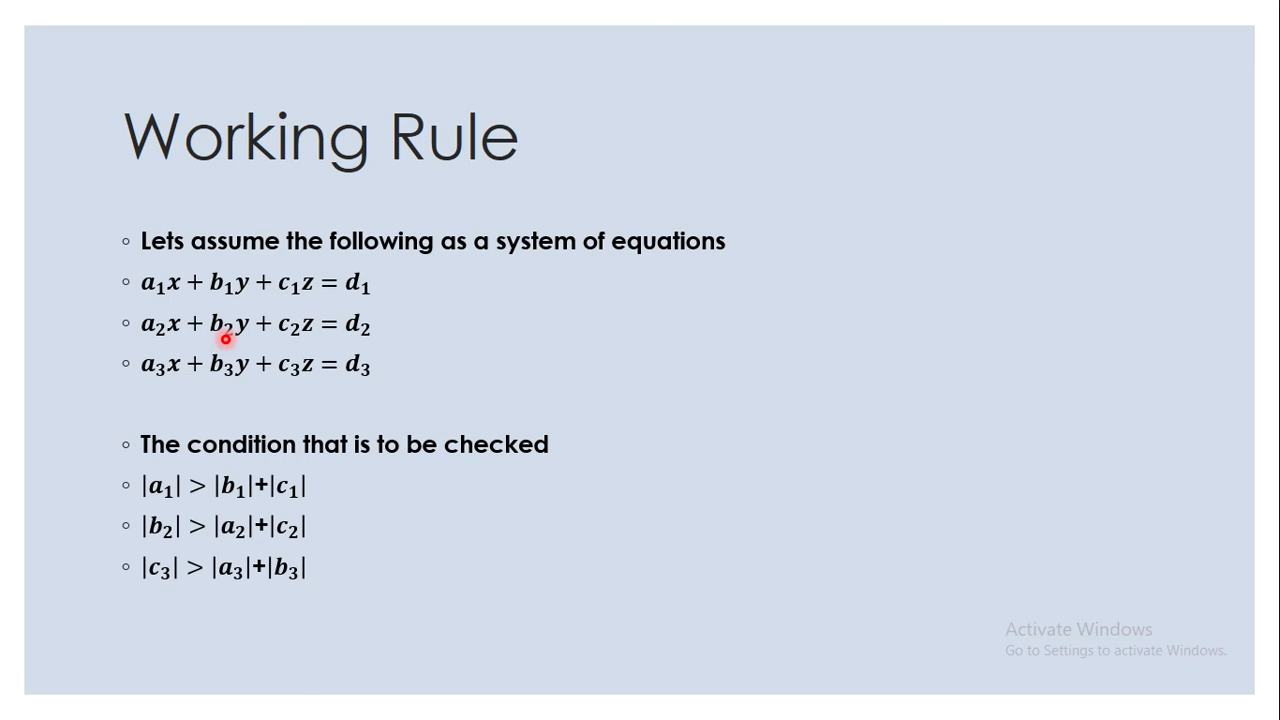 Working Rule
◦ Lets assume the following as a system of equations
◦ a₁x + b₁y + c₁z = d₁
◦ a₂x + b₂y + c₂z = d₂
◦ a₃x + b₃y + c₃z = d₃
◦ The condition that is to be checked
◦ |a₁| > |b₁|+|c₁|
◦ |b₂| > |a₂|+|c₂|
◦ |c₃| > |a₃|+|b₃|
Activate Windows
Go to Settings to activate Windows.